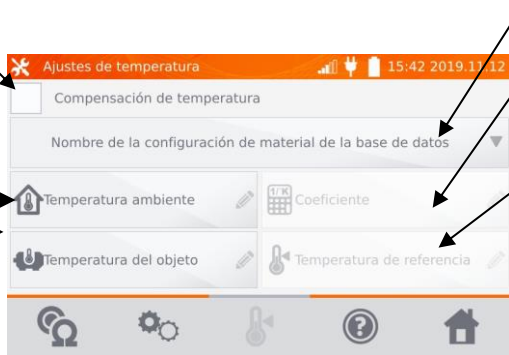 Ajustes de temperatura 15:42 2019.11.12
Compensación de temperatura
Nombre de la configuración de material de la base de datos
Temperatura ambiente 1/°K Coeficiente
Temperatura del objeto Temperatura de referencia
Ω ?